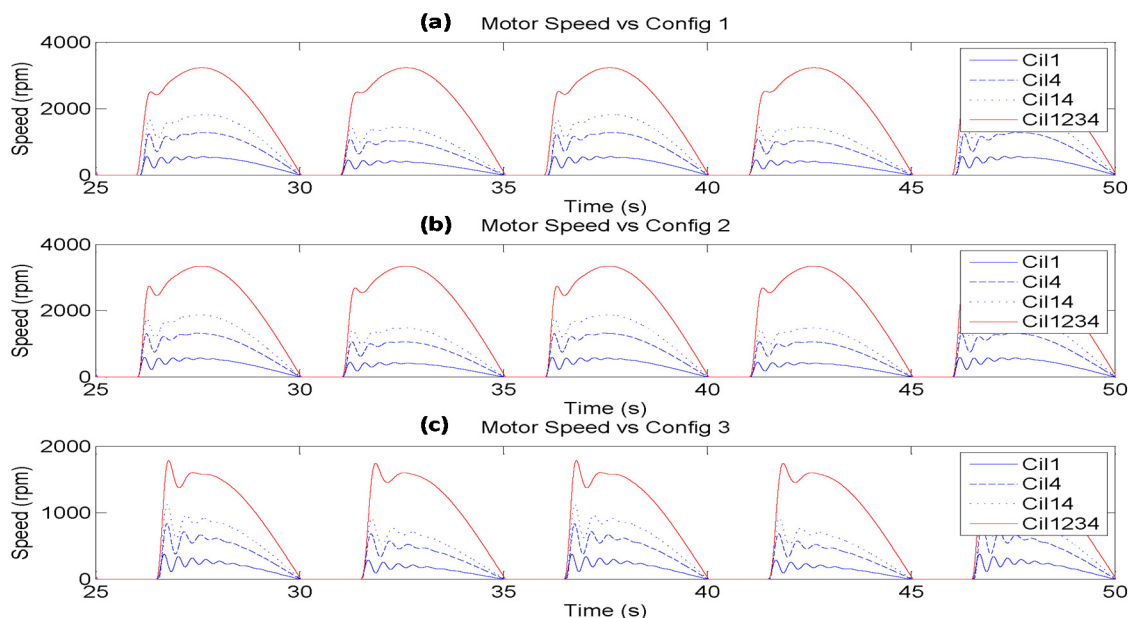 (a) Motor Speed vs Config 1
4000
2000
0
Speed (rpm)
Cil1
Cil4
Cil14
Cil1234
25 30 35 40 45 50
Time (s)
(b) Motor Speed vs Config 2
4000
2000
0
Speed (rpm)
Cil1
Cil4
Cil14
Cil1234
25 30 35 40 45 50
Time (s)
(c) Motor Speed vs Config 3
2000
1000
0
Speed (rpm)
Cil1
Cil4
Cil14
Cil1234
25 30 35 40 45 50
Time (s)